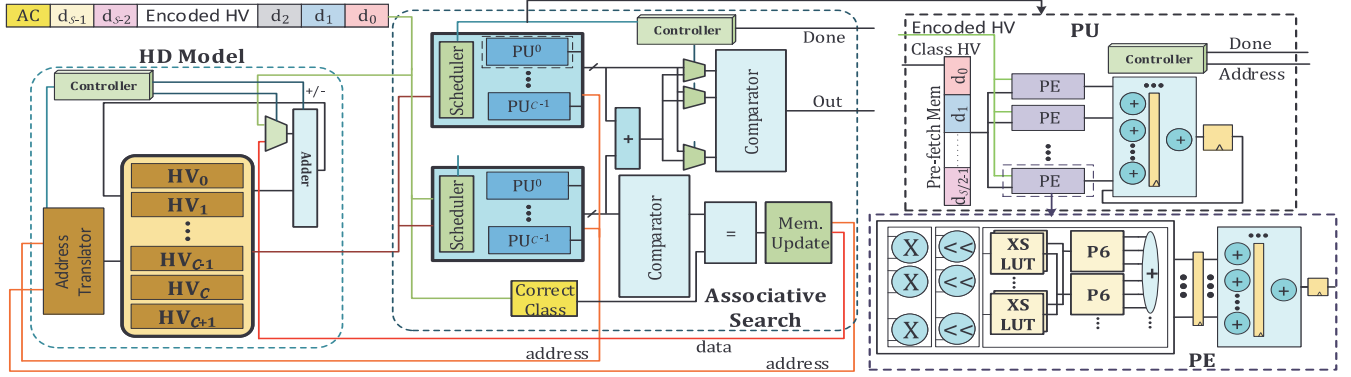 AC d𝑆-1 d𝑆-2 Encoded HV d2 d1 d0
HD Model
Controller
+/-
Adder
HV0
HV1
HVC-1
HVC
HVC+1
Address
Translator
Scheduler
PU0
PUC-1
Scheduler
PU0
PUC-1
Controller
Done
+
Comparator
Out
Comparator
=
Mem.
Update
Correct
Class
Associative
Search
address
data
address
Encoded HV
PU
Class HV
Controller
Done
Address
Pre-fetch Mem
d0
d1
d𝑆/2-1
PE
PE
PE
+
+
+
+
X
X
X
<<
<<
<<
XS
LUT
XS
LUT
P6
P6
+
+
+
+
+
PE